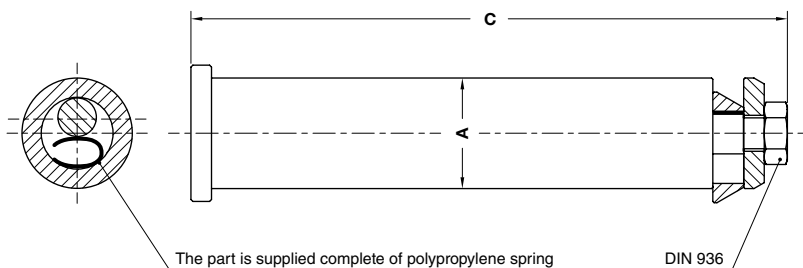 C
A
The part is supplied complete of polypropylene spring
DIN 936